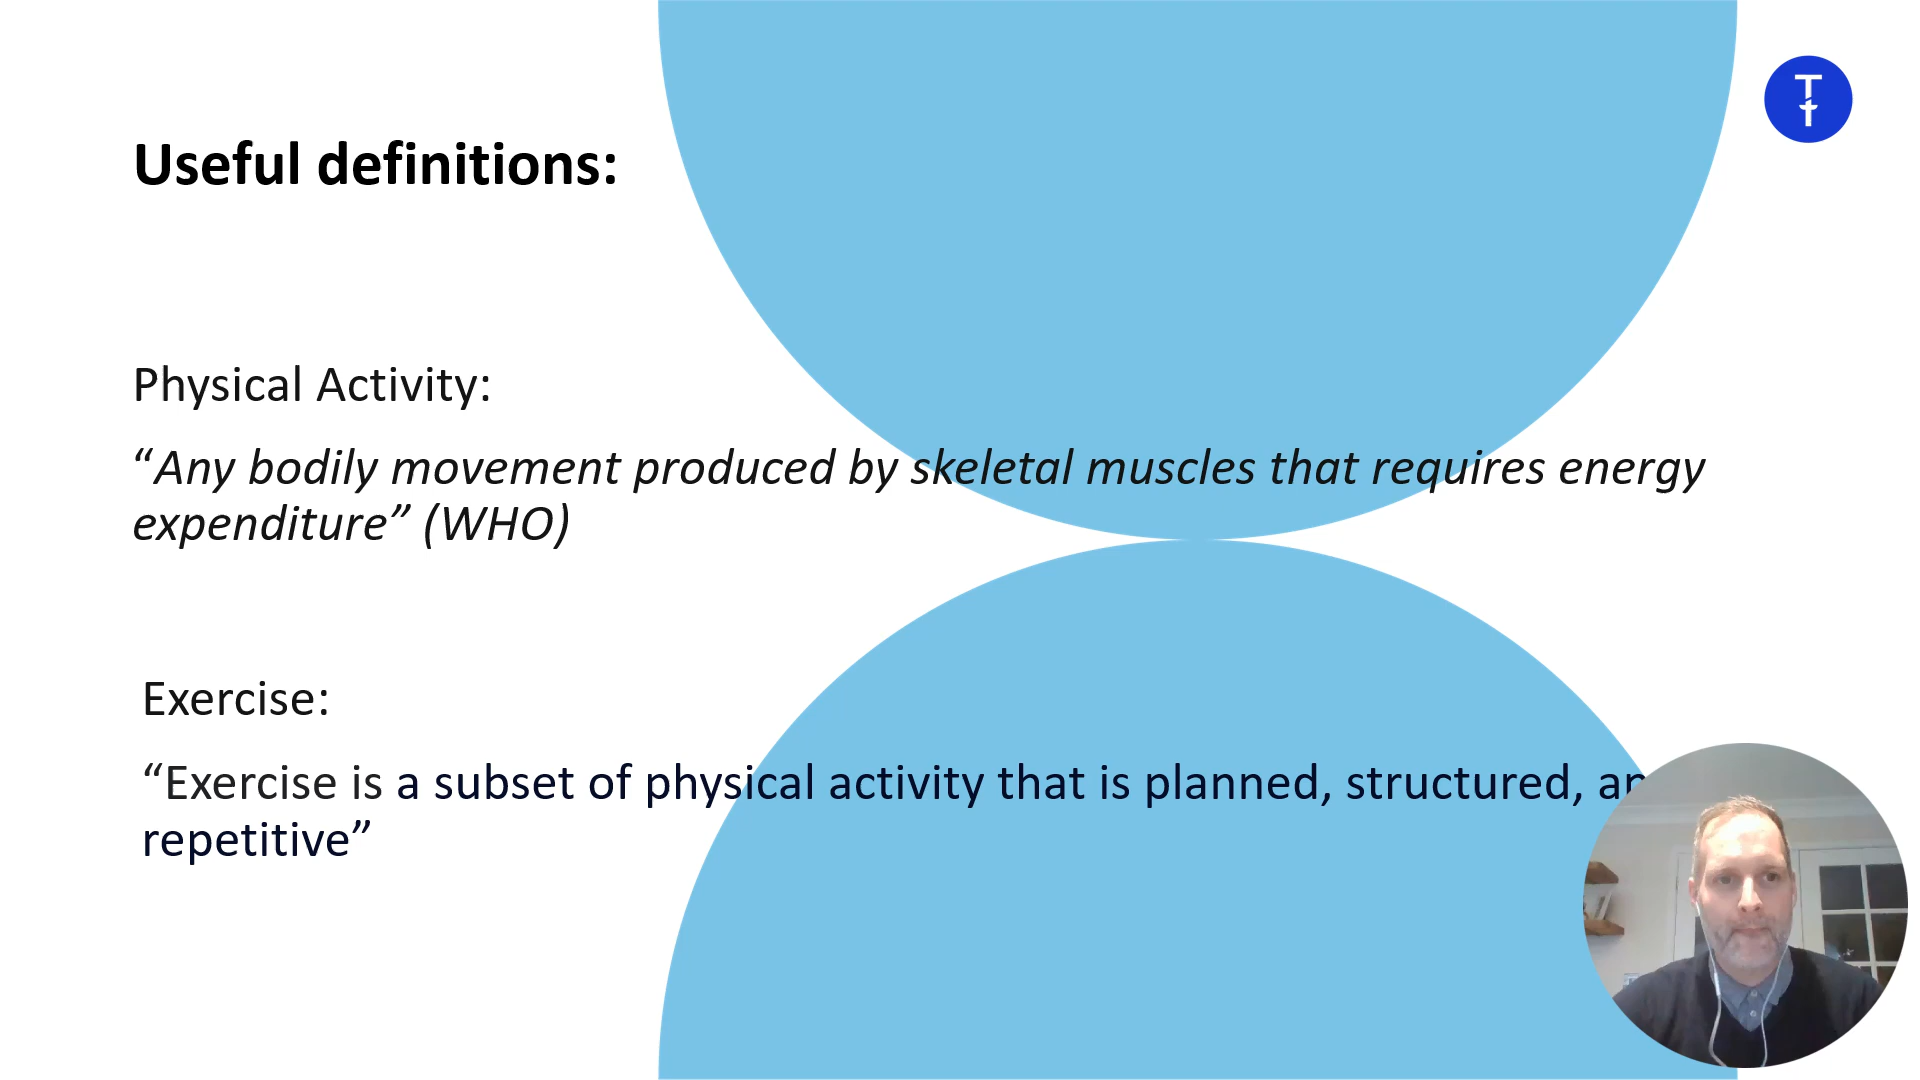 Useful definitions:
Physical Activity:
“Any bodily movement produced by skeletal muscles that requires energy
expenditure” (WHO)
Exercise:
“Exercise is a subset of physical activity that is planned, structured,
repetitive”